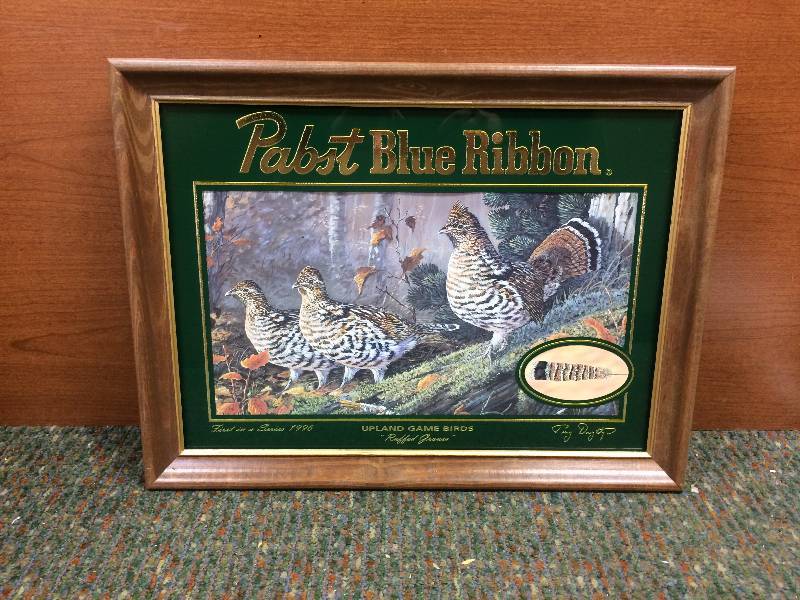 Pabst Blue Ribbon®
First in a Series 1996
UPLAND GAME BIRDS
"Ruffed Grouse"